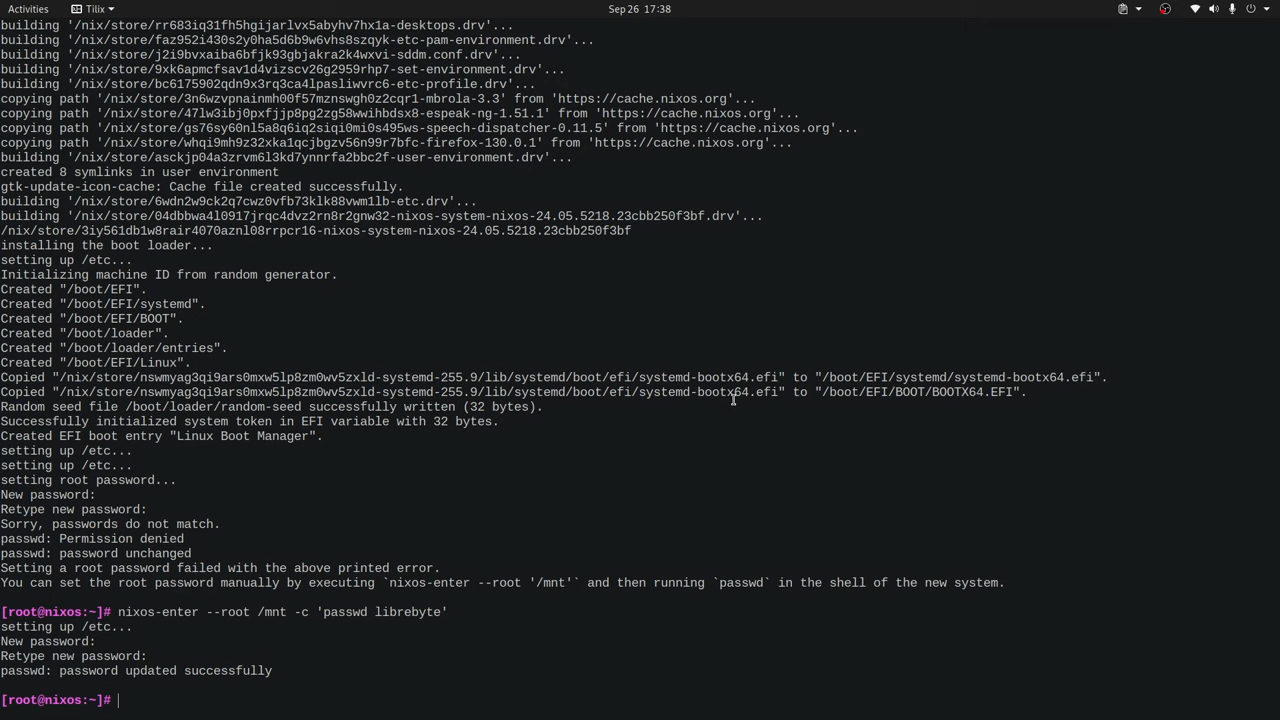 Activities Tilix Sep 26 17:38
building '/nix/store/rr683iq31fh5hgijarlvx5abyhv7hx1a-desktops.drv'...
building '/nix/store/faz952i430s2y0ha5d6b9w6vhs8szqyk-etc-pam-environment.drv'...
building '/nix/store/j2i9bvxaiba6bfjk93gbjakra2k4wxvi-sddm.conf.drv'...
building '/nix/store/9xk6apmcfsav1d4vizscv26g2959rhp7-set-environment.drv'...
building '/nix/store/bc6175902qdn9x3rq3ca4lpasliwvrc6-etc-profile.drv'...
copying path '/nix/store/3n6wzvpnainmh00f57mznswgh0z2cqr1-mbrola-3.3' from 'https://cache.nixos.org'...
copying path '/nix/store/47lw3ibj0pxfjjp8pg2zg58wwihbdsx8-espeak-ng-1.51.1' from 'https://cache.nixos.org'...
copying path '/nix/store/gs76sy60nl5a8q6iq2siqi0mi0s495ws-speech-dispatcher-0.11.5' from 'https://cache.nixos.org'...
copying path '/nix/store/whqi9mh9z32xka1qcjbgzv56n99r7bfc-firefox-130.0.1' from 'https://cache.nixos.org'...
building '/nix/store/asckjp04a3zrvm6l3kd7ynnrfa2bbc2f-user-environment.drv'...
created 8 symlinks in user environment
gtk-update-icon-cache: Cache file created successfully.
building '/nix/store/6wdn2w9ck2q7cwz0vfb73klk88vwm1lb-etc.drv'...
building '/nix/store/04dbbwa4l0917jrqc4dvz2rn8r2gnw32-nixos-system-nixos-24.05.5218.23cbb250f3bf.drv'...
/nix/store/3iy561db1w8rair4070aznl08rrpcr16-nixos-system-nixos-24.05.5218.23cbb250f3bf
installing the boot loader...
setting up /etc...
Initializing machine ID from random generator.
Created "/boot/EFI".
Created "/boot/EFI/systemd".
Created "/boot/EFI/BOOT".
Created "/boot/loader".
Created "/boot/loader/entries".
Created "/boot/EFI/Linux".
Copied "/nix/store/nswmyag3qi9ars0mxw5lp8zm0wv5zxld-systemd-255.9/lib/systemd/boot/efi/systemd-bootx64.efi" to "/boot/EFI/systemd/systemd-bootx64.efi".
Copied "/nix/store/nswmyag3qi9ars0mxw5lp8zm0wv5zxld-systemd-255.9/lib/systemd/boot/efi/systemd-bootx64.efi" to "/boot/EFI/BOOT/BOOTX64.EFI".
Random seed file /boot/loader/random-seed successfully written (32 bytes).
Successfully initialized system token in EFI variable with 32 bytes.
Created EFI boot entry "Linux Boot Manager".
setting up /etc...
setting up /etc...
setting root password...
New password:
Retype new password:
Sorry, passwords do not match.
passwd: Permission denied
passwd: password unchanged
Setting a root password failed with the above printed error.
You can set the root password manually by executing `nixos-enter --root '/mnt'` and then running `passwd` in the shell of the new system.
[root@nixos:~]# nixos-enter --root /mnt -c 'passwd librebyte'
setting up /etc...
New password:
Retype new password:
passwd: password updated successfully
[root@nixos:~]#